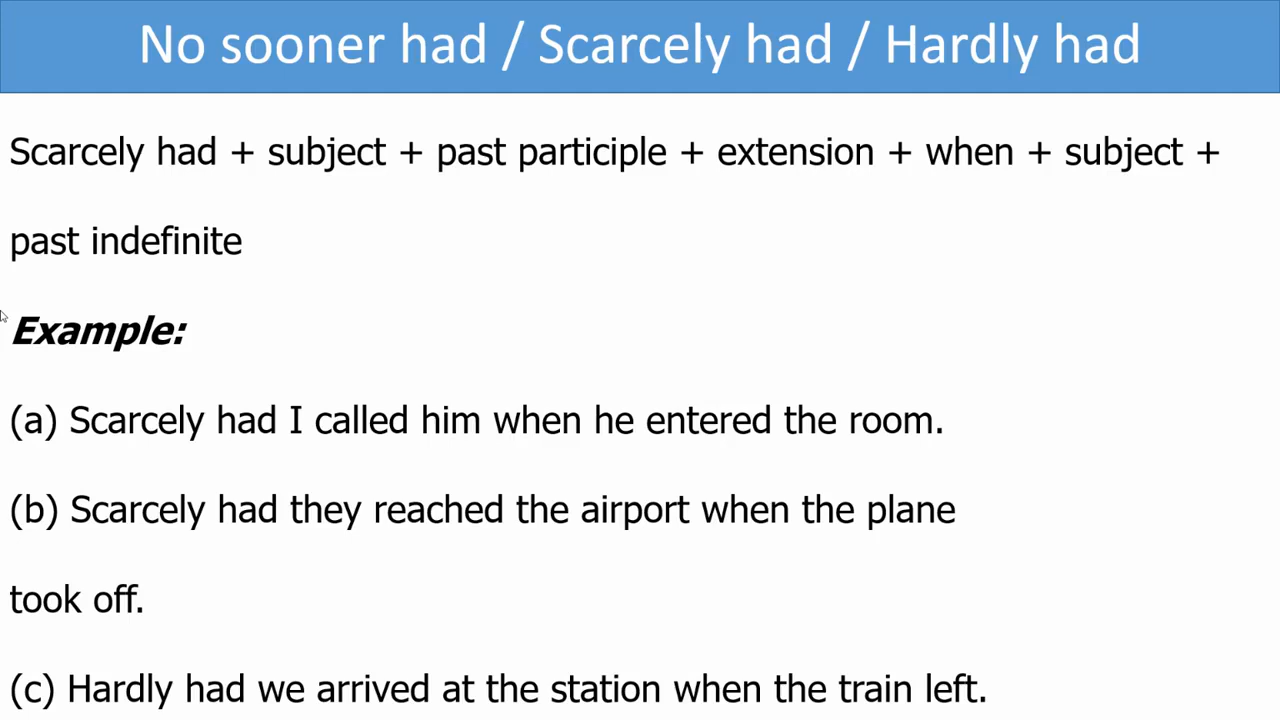 No sooner had / Scarcely had / Hardly had
Scarcely had + subject + past participle + extension + when + subject +
past indefinite
Example:
(a) Scarcely had I called him when he entered the room.
(b) Scarcely had they reached the airport when the plane
took off.
(c) Hardly had we arrived at the station when the train left.